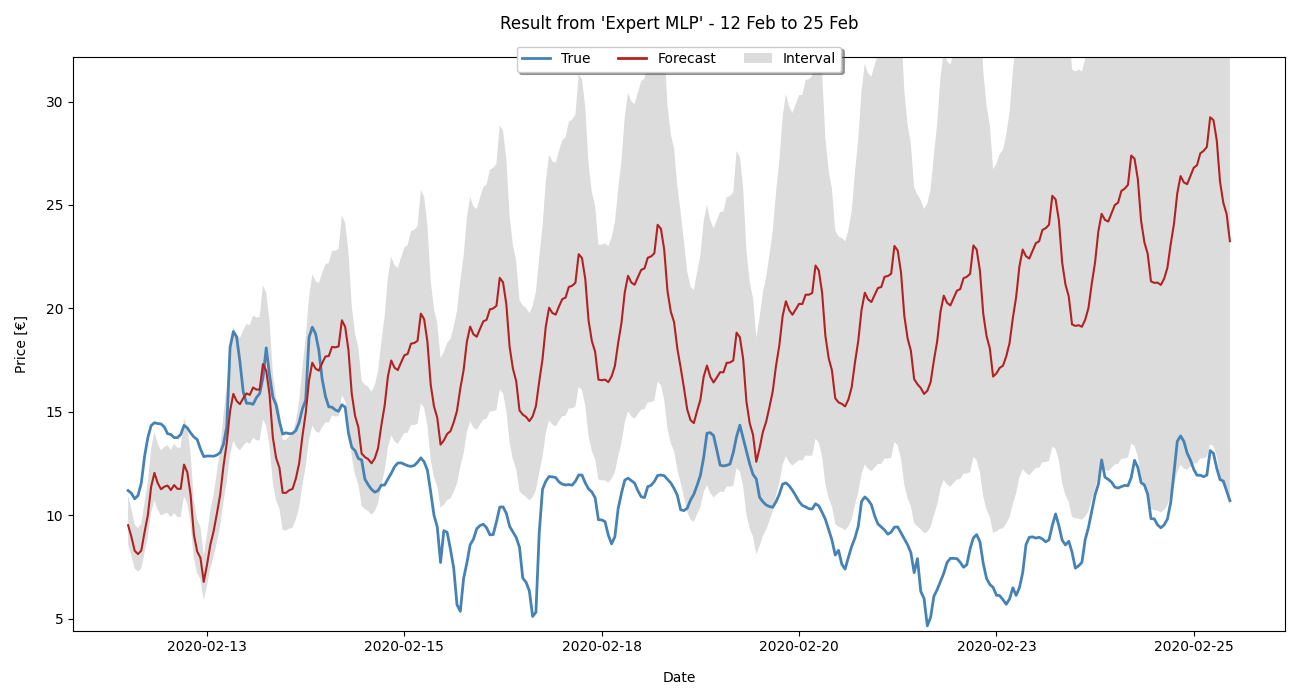 Result from 'Expert MLP' - 12 Feb to 25 Feb
True Forecast Interval
Price [€]
30
25
20
15
10
5
2020-02-13 2020-02-15 2020-02-18 2020-02-20 2020-02-23 2020-02-25
Date